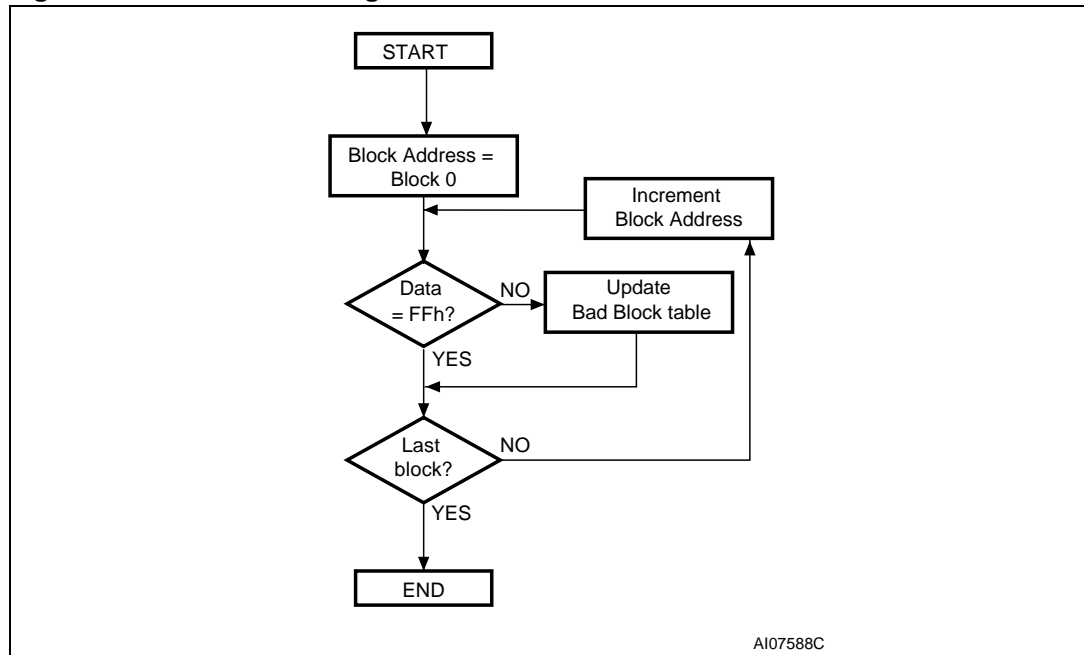 START
Block Address =
Block 0
Increment
Block Address
Data
= FFh?
NO
Update
Bad Block table
YES
Last
block?
NO
YES
END
AI07588C